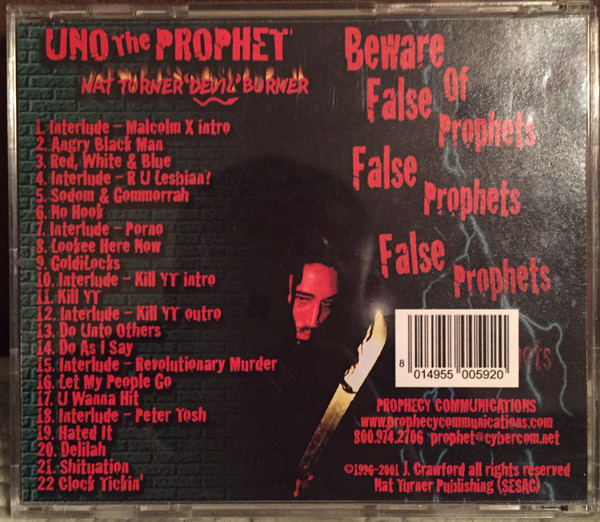 UNO The PROPHET
NAT TURNER DEVIL BURNER
1. Interlude – Malcolm X intro
2. Angry Black Man
3. Red, White & Blue
4. Interlude – R U Lesbian?
5. Sodom & Gommorrah
6. No Hook
7. Interlude – Porno
8. Lookee Here Now
9. GoldiLocks
10. Interlude – Kill YT intro
11. Kill YT
12. Interlude – Kill YT outro
13. Do Unto Others
14. Do As I Say
15. Interlude – Revolutionary Murder
16. Let My People Go
17. U Wanna Hit
18. Interlude – Peter Tosh
19. Hated It
20. Delilah
21. Shituation
22 Clock Tickin'
Beware
Of
False
Prophets
False
Prophets
False
Prophets
8 014955 005920
PROPHECY COMMUNICATIONS
www.prophecycommunications.com
800.974.2706 prophet@cybercom.net
©1996-2001 J. Crawford all rights reserved
Nat Turner Publishing (SESAC)